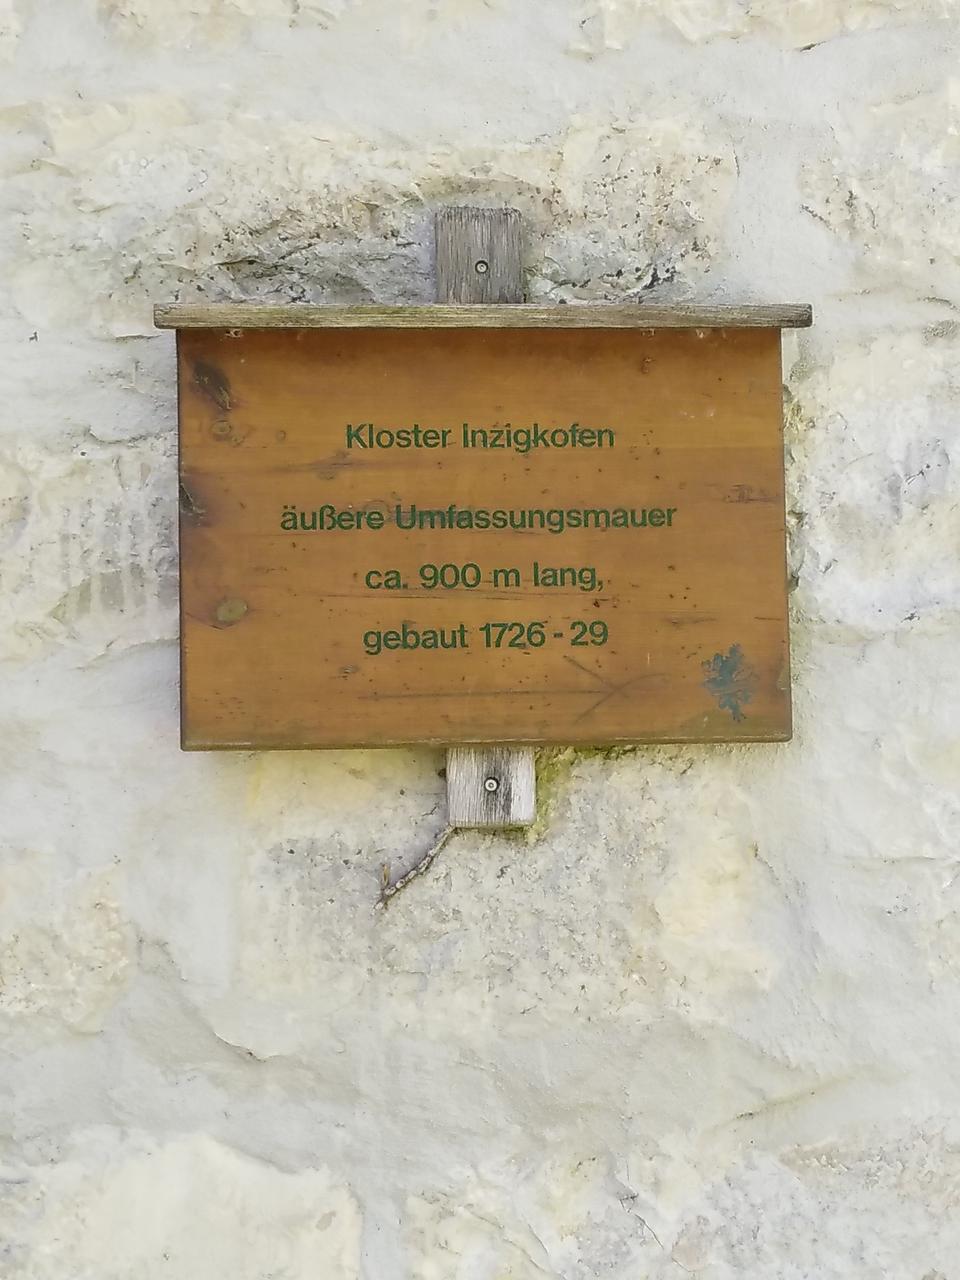 Kloster Inzigkofen
äußere Umfassungsmauer
ca. 900 m lang,
gebaut 1726 - 29